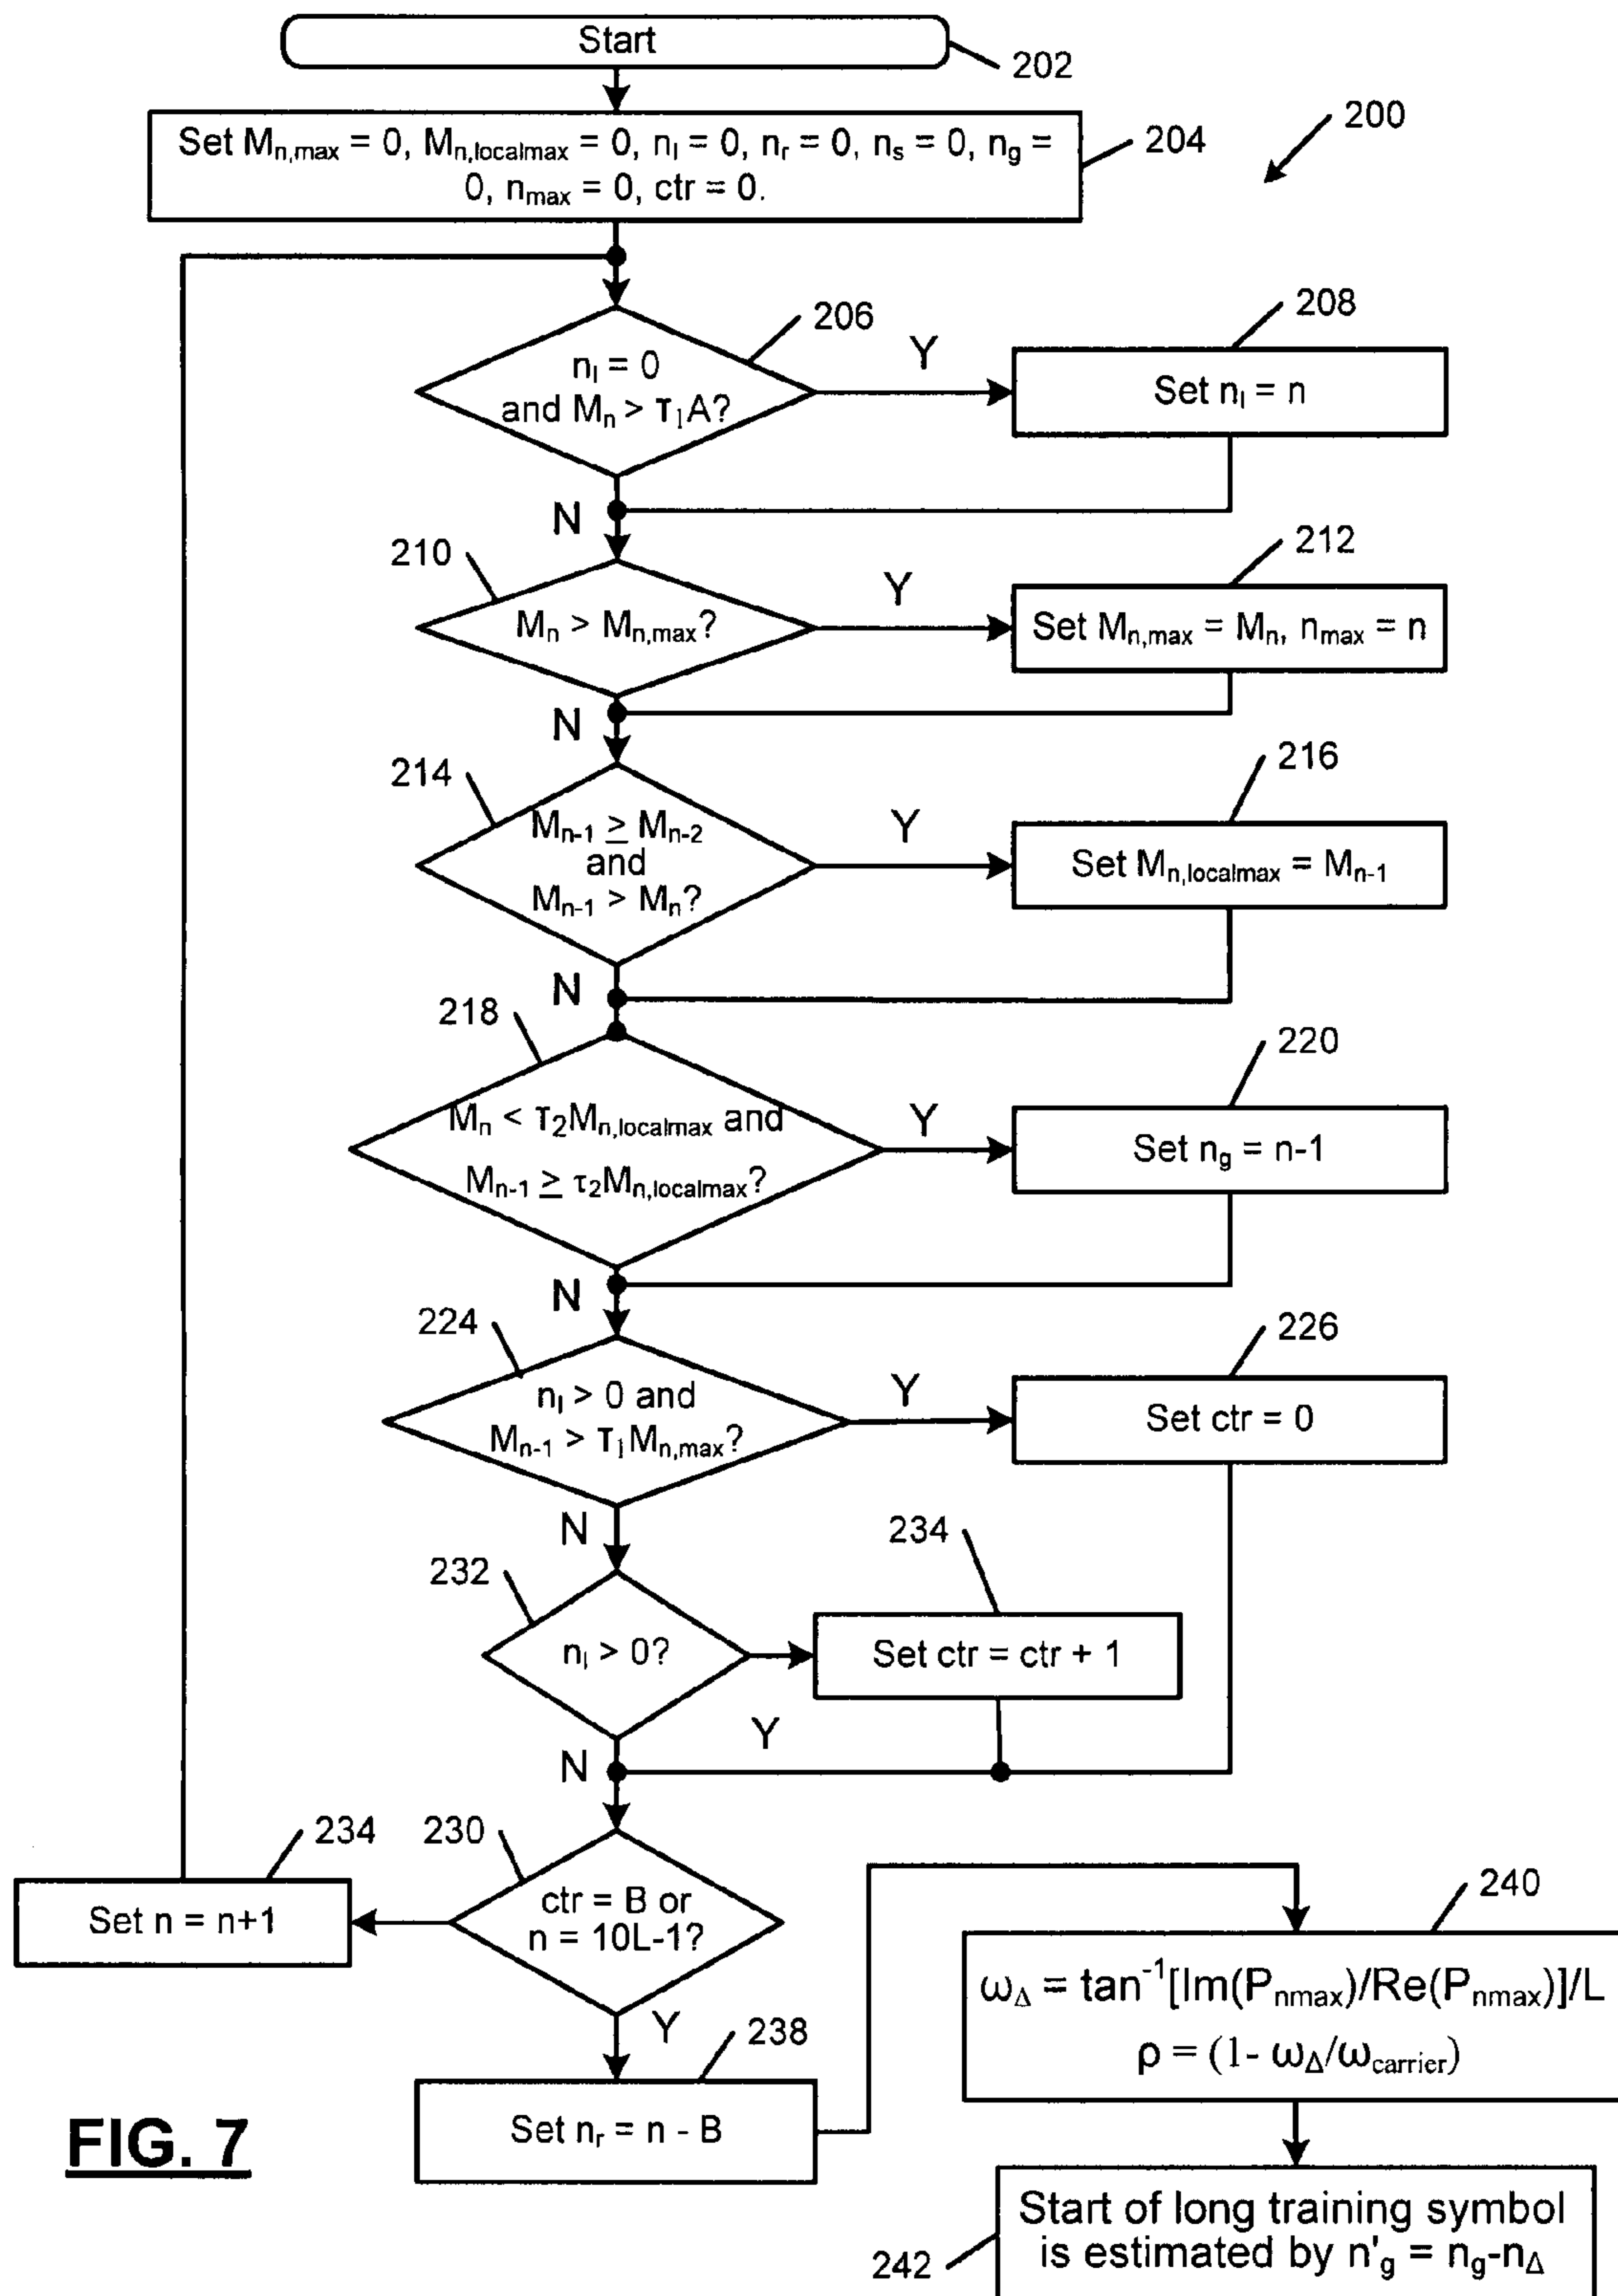 Start
202
200
Set Mn,max = 0, Mn,localmax = 0, nl = 0, nr = 0, ns = 0, ng =
0, nmax = 0, ctr = 0.
204
206
nl = 0
and Mn > τ1A?
Y
208
Set nl = n
N
210
Mn > Mn,max?
Y
212
Set Mn,max = Mn, nmax = n
N
214
Mn-1 ≥ Mn-2
and
Mn-1 > Mn?
Y
216
Set Mn,localmax = Mn-1
N
218
Mn < τ2Mn,localmax and
Mn-1 ≥ τ2Mn,localmax?
Y
220
Set ng = n-1
N
224
nl > 0 and
Mn-1 > τ1Mn,max?
Y
226
Set ctr = 0
N
232
nl > 0?
234
Set ctr = ctr + 1
Y
N
234
Set n = n+1
230
ctr = B or
n = 10L-1?
Y
238
Set nr = n - B
240
ωΔ = tan-1[Im(Pnmax)/Re(Pnmax)]/L
ρ = (1- ωΔ/ωcarrier)
242
Start of long training symbol
is estimated by n'g = ng-nΔ
FIG. 7